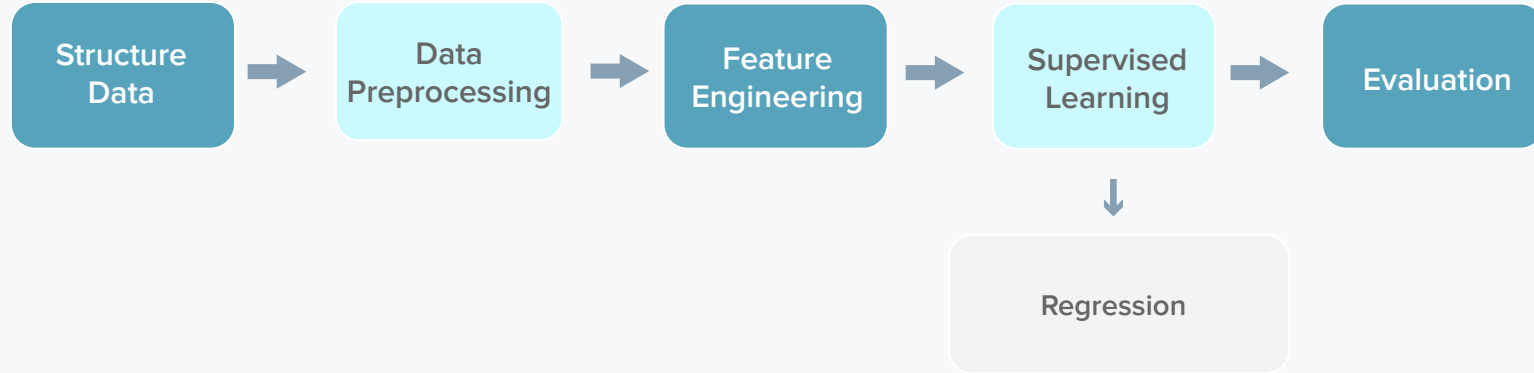 Structure
Data
Data
Preprocessing
Feature
Engineering
Supervised
Learning
Evaluation
Regression